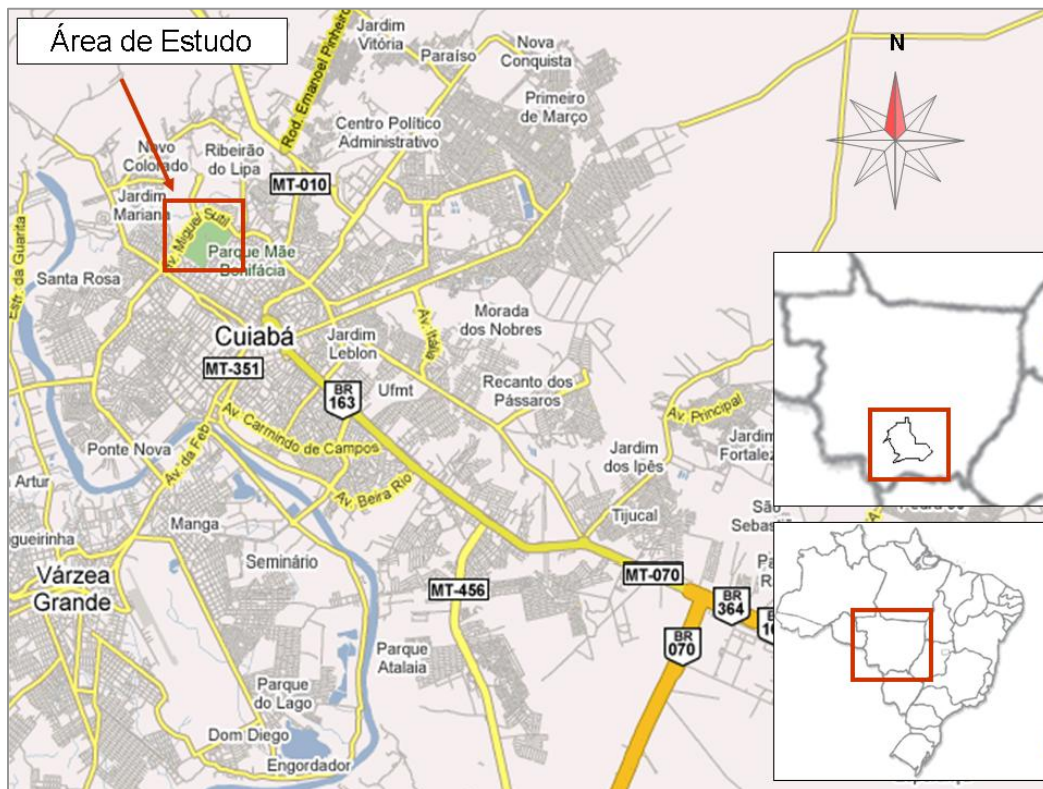 Área de Estudo
N
Jardim
Vitória
Paraíso
Nova
Conquista
Primeiro
de Março
Rod. Emanoel Pinheiro
Centro Político
Administrativo
Novo
Colorado
Ribeirão
do Lipa
MT-010
Jardim
Mariana
Av. Miguel Sutil
Parque Mãe
Bonifácia
Estr. da Guarita
Santa Rosa
Morada
dos Nobres
Av. Itália
Cuiabá
Jardim
Leblon
MT-351
BR
163
Ufmt
Recanto dos
Pássaros
Av. Principal
Av. Carmindo de Campos
Av. da Feb
Ponte Nova
Jardim
dos Ipês
Jardim
Fortalez
Av. Beira Rio
Artur
Manga
Tijucal
São
Sebas
gueirinha
Seminário
Várzea
Grande
MT-456
MT-070
BR
364
BR
070
Parque
Atalaia
Parque
do Lago
Dom Diego
Engordador